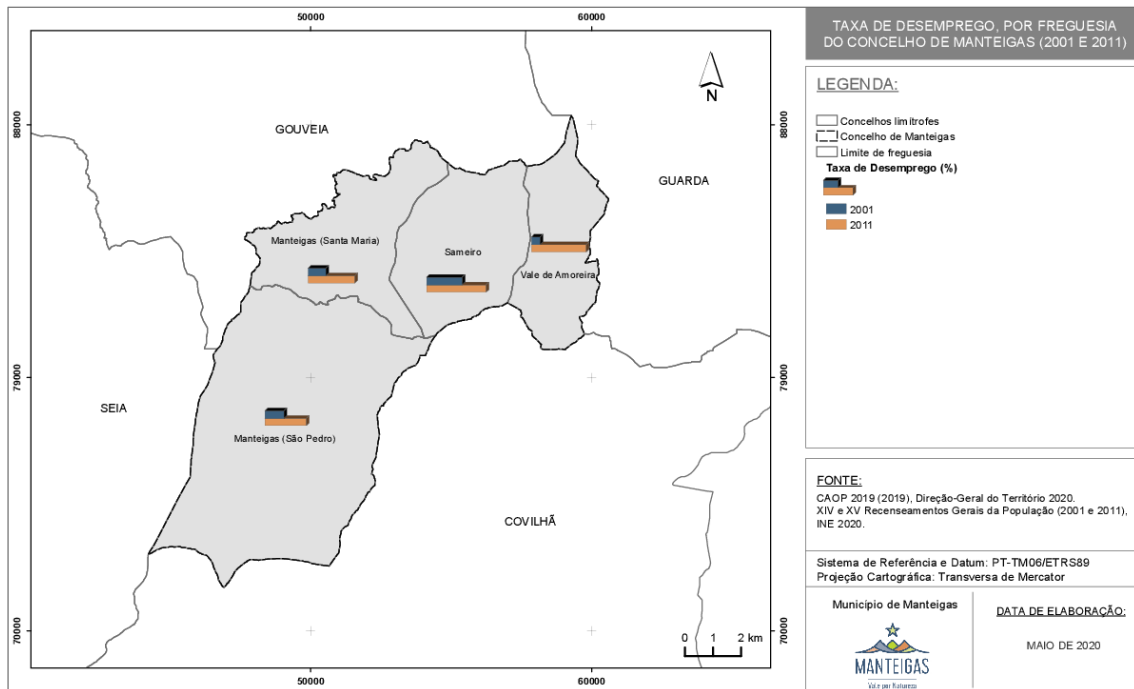 50000
60000
TAXA DE DESEMPREGO, POR FREGUESIA
DO CONCELHO DE MANTEIGAS (2001 E 2011)
LEGENDA:
Concelhos limítrofes
Concelho de Manteigas
Limite de freguesia
Taxa de Desemprego (%)
2001
2011
N
88000
88000
GOUVEIA
GUARDA
Manteigas (Santa Maria)
Sameiro
Vale de Amoreira
79000
79000
SEIA
Manteigas (São Pedro)
COVILHÃ
70000
70000
0 1 2 km
50000
60000
FONTE:
CAOP 2019 (2019), Direção-Geral do Território 2020.
XIV e XV Recenseamentos Gerais da População (2001 e 2011),
INE 2020.
Sistema de Referência e Datum: PT-TM06/ETRS89
Projeção Cartográfica: Transversa de Mercator
Município de Manteigas
MANTEIGAS
Vale por Natureza
DATA DE ELABORAÇÃO:
MAIO DE 2020